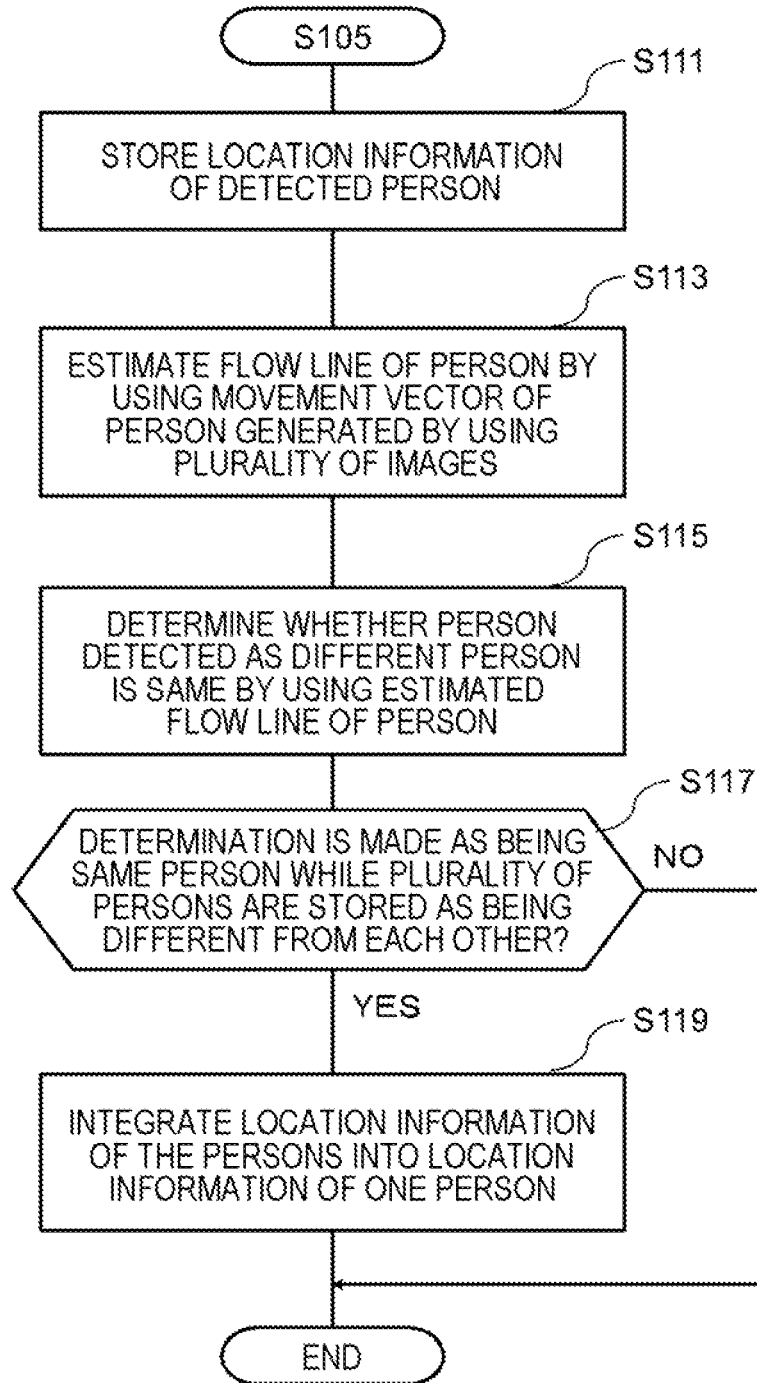 S105
S111
STORE LOCATION INFORMATION
OF DETECTED PERSON
S113
ESTIMATE FLOW LINE OF PERSON BY
USING MOVEMENT VECTOR OF
PERSON GENERATED BY USING
PLURALITY OF IMAGES
S115
DETERMINE WHETHER PERSON
DETECTED AS DIFFERENT PERSON
IS SAME BY USING ESTIMATED
FLOW LINE OF PERSON
S117
DETERMINATION IS MADE AS BEING
SAME PERSON WHILE PLURALITY OF
PERSONS ARE STORED AS BEING
DIFFERENT FROM EACH OTHER?
NO
YES
S119
INTEGRATE LOCATION INFORMATION
OF THE PERSONS INTO LOCATION
INFORMATION OF ONE PERSON
END